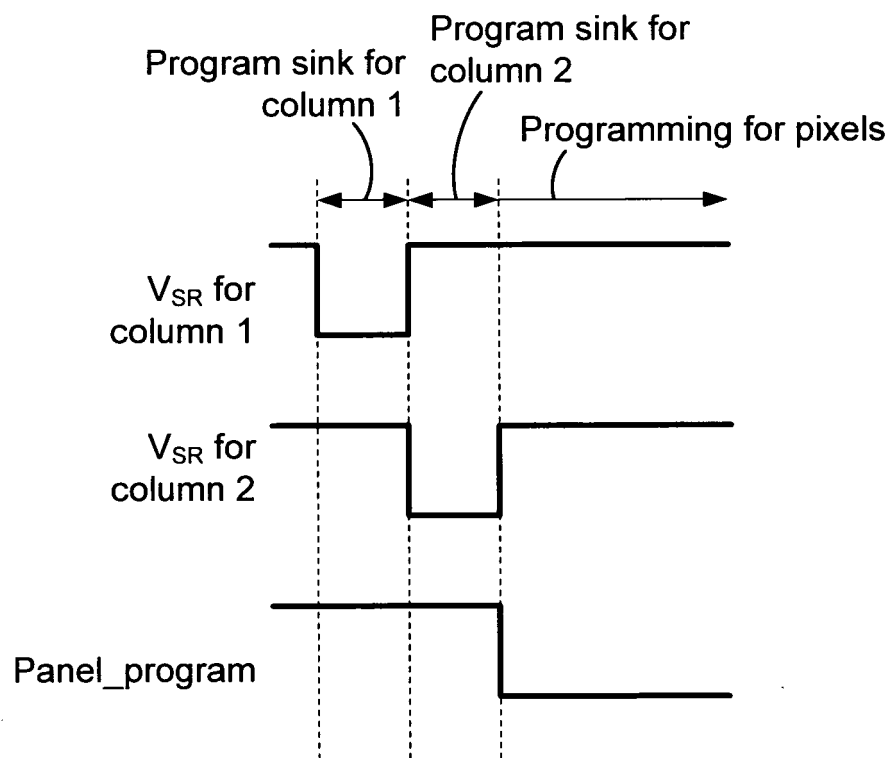 Program sink for
column 1
Program sink for
column 2
Programming for pixels
VSR for
column 1
VSR for
column 2
Panel_program